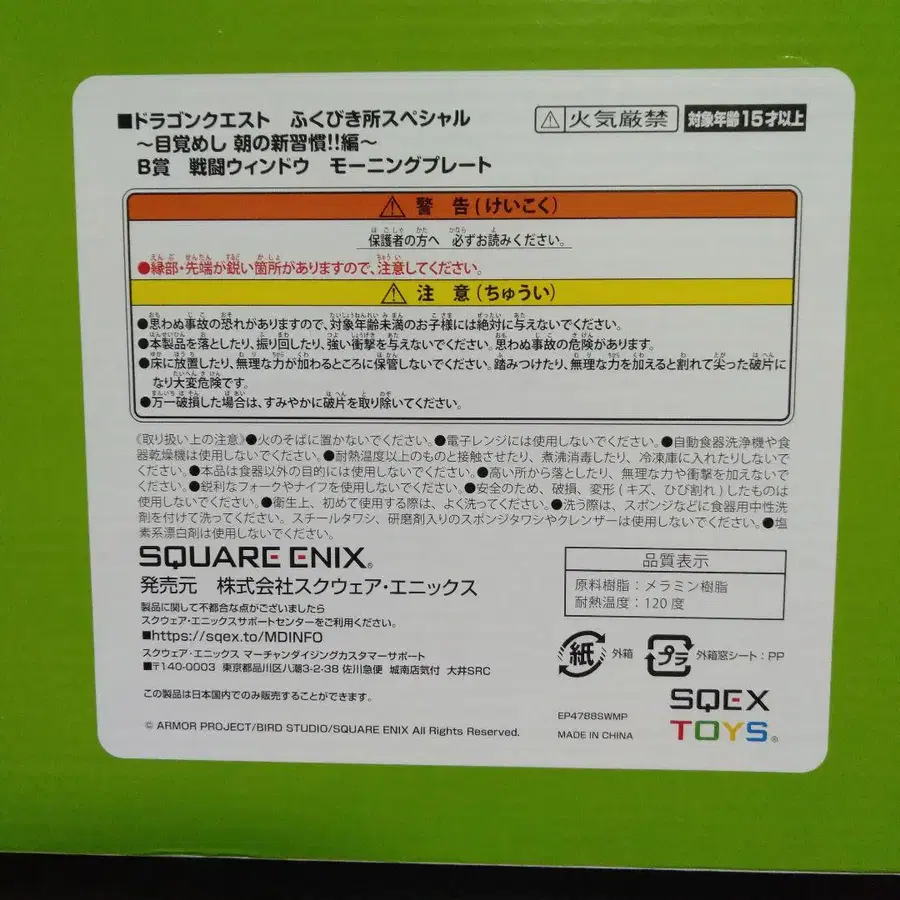 ■ドラゴンクエスト ふくびき所スペシャル
～目覚めし 朝の新習慣!!編～
B賞 戦闘ウィンドウ モーニングプレート
⚠火気厳禁
対象年齢15才以上
⚠ 警 告(けいこく)
保護者の方へ 必ずお読みください。
●縁部・先端が鋭い箇所がありますので、注意してください。
⚠ 注 意(ちゅうい)
●思わぬ事故の恐れがありますので、対象年齢未満のお子様には絶対に与えないでください。
●本製品を落としたり、振り回したり、強い衝撃を与えないでください。思わぬ事故の危険があります。
●床に放置したり、無理な力が加わるところに保管しないでください。踏みつけたり、無理な力を加えると割れて尖った破片に
なり大変危険です。
●万一破損した場合は、すみやかに破片を取り除いてください。
《取り扱い上の注意》●火のそばに置かないでください。●電子レンジには使用しないでください。●自動食器洗浄機や食
器乾燥機は使用しないでください。●耐熱温度以上のものと接触させたり、煮沸消毒したり、冷凍庫に入れたりしないで
ください。●本品は食器以外の目的には使用しないでください。●高い所から落としたり、無理な力や衝撃を加えないで
ください。●鋭利なフォークやナイフを使用しないでください。●安全のため、破損、変形(キズ、ひび割れ)したものは
使用しないでください。●衛生上、初めて使用する際は、よく洗ってください。●洗う際は、スポンジなどに食器用中性洗
剤を付けて洗ってください。スチールタワシ、研磨剤入りのスポンジタワシやクレンザーは使用しないでください。●塩
素系漂白剤は使用しないでください。
SQUARE ENIX®
発売元 株式会社スクウェア・エニックス
製品に関して不都合な点がございましたら
スクウェア・エニックスサポートセンターをご利用ください。
■https://sqex.to/MDINFO
スクウェア・エニックス マーチャンダイジングカスタマーサポート
■〒140-0003 東京都品川区八潮3-2-38 佐川急便 城南店気付 大井SRC
この製品は日本国内でのみ販売することができます。
© ARMOR PROJECT/BIRD STUDIO/SQUARE ENIX All Rights Reserved.
品質表示
原料樹脂：メラミン樹脂
耐熱温度：120度
紙 外箱
プラ 外箱窓シート：PP
EP4788SWMP
MADE IN CHINA
SQEX
TOYS®